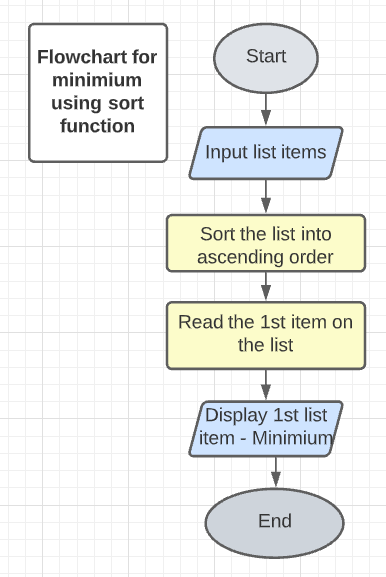 Flowchart for
minimium
using sort
function
Start
Input list items
Sort the list into
ascending order
Read the 1st item on
the list
Display 1st list
item - Minimium
End